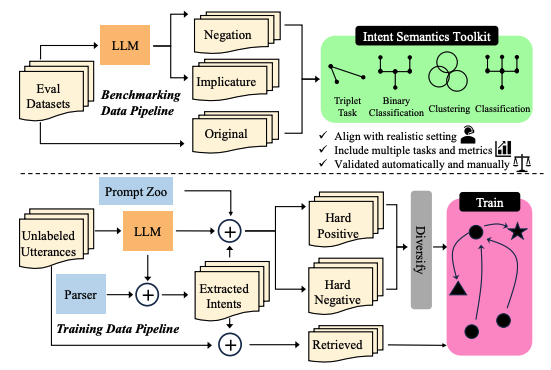 LLM
Negation
Intent Semantics Toolkit
Eval
Datasets
Benchmarking
Data Pipeline
Implicature
Triplet
Task
Binary
Classification
Clustering
Classification
Original
✓ Align with realistic setting
✓ Include multiple tasks and metrics
✓ Validated automatically and manually
Prompt Zoo
Train
Unlabeled
Utterances
LLM
Hard
Positive
Diversify
Parser
Extracted
Intents
Hard
Negative
Training Data Pipeline
Retrieved